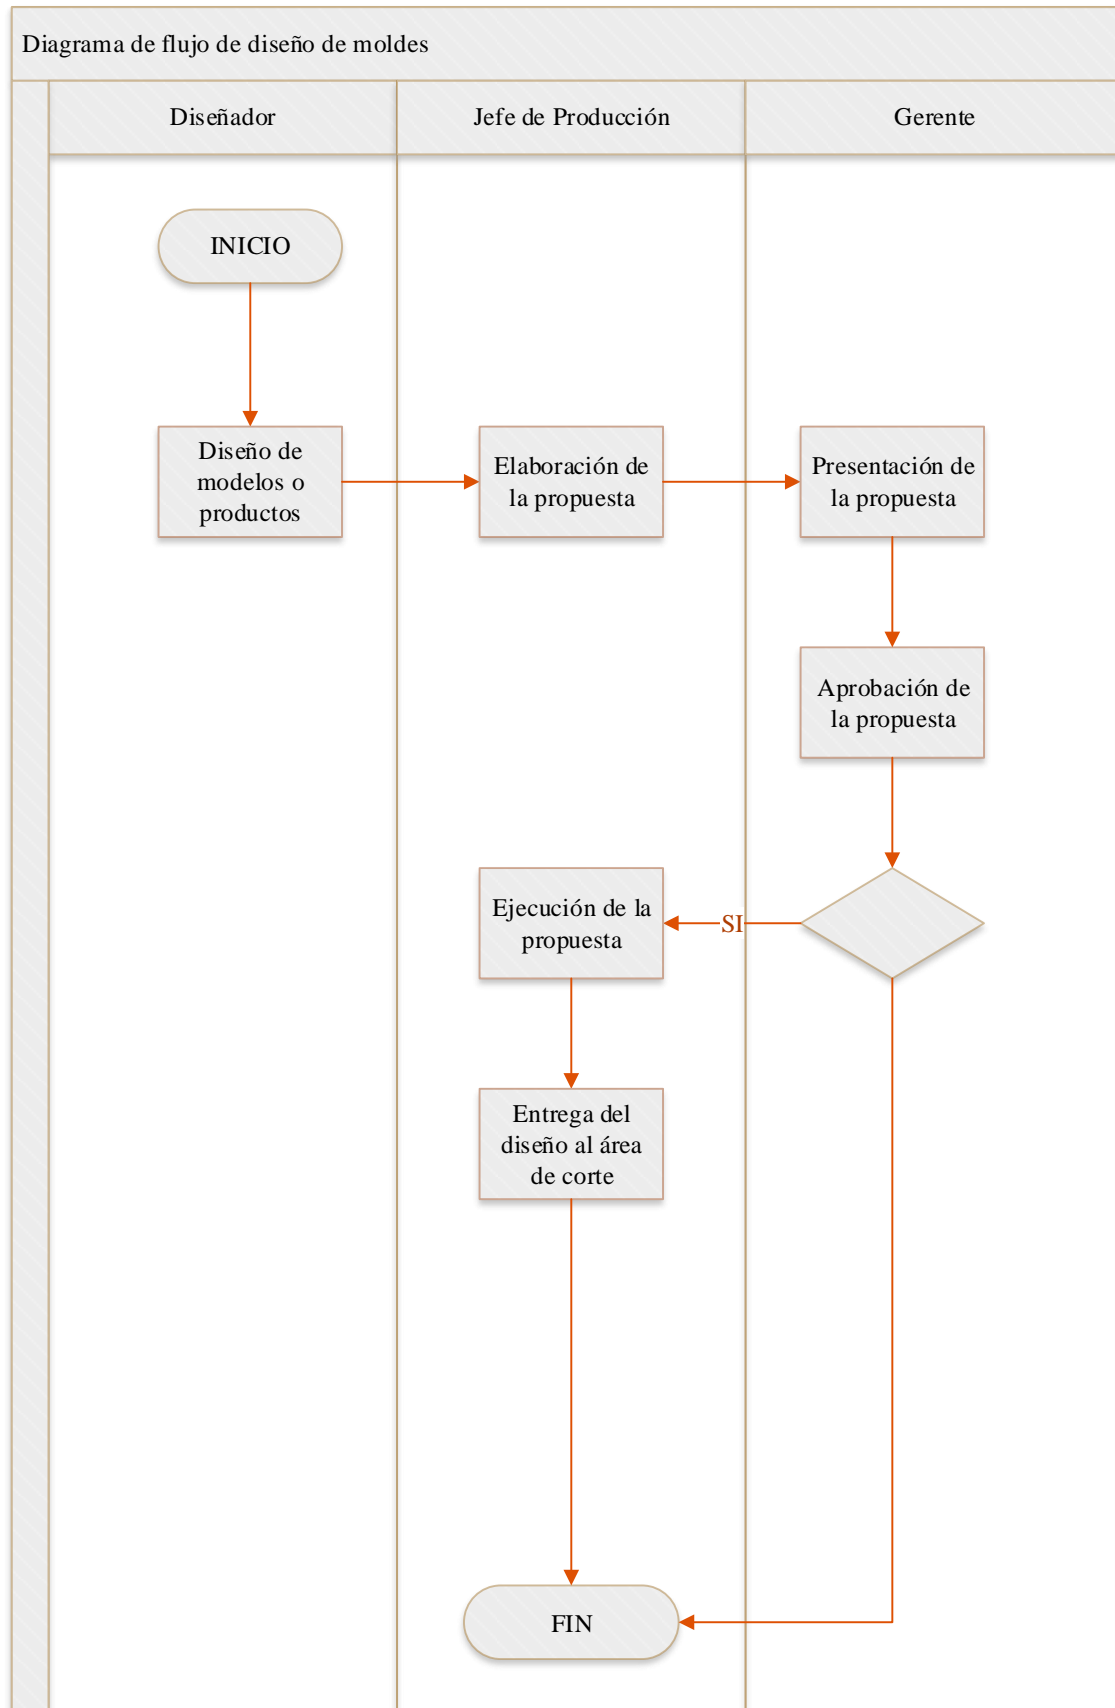 Diagrama de flujo de diseño de moldes
Diseñador
Jefe de Producción
Gerente
INICIO
Diseño de
modelos o
productos
Elaboración de
la propuesta
Presentación de
la propuesta
Aprobación de
la propuesta
Ejecución de la
propuesta
SI
Entrega del
diseño al área
de corte
FIN